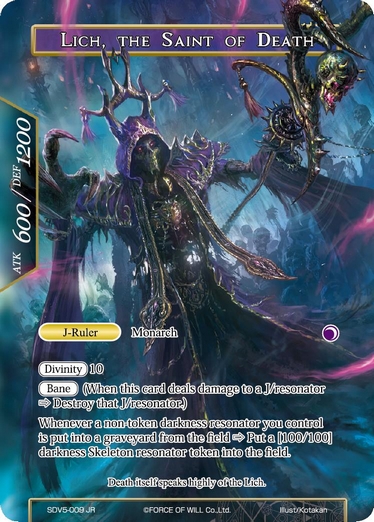 Lich, the Saint of Death
ATK 600 / DEF 1200
J-Ruler Monarch
Divinity 10
Bane (When this card deals damage to a J/resonator
⇨ Destroy that J/resonator.)
Whenever a non-token darkness resonator you control
is put into a graveyard from the field ⇨ Put a [100/100]
darkness Skeleton resonator token into the field.
Death itself speaks highly of the Lich.
SDV5-009 JR ©FORCE OF WILL Co.,Ltd. Illust/Kotakan